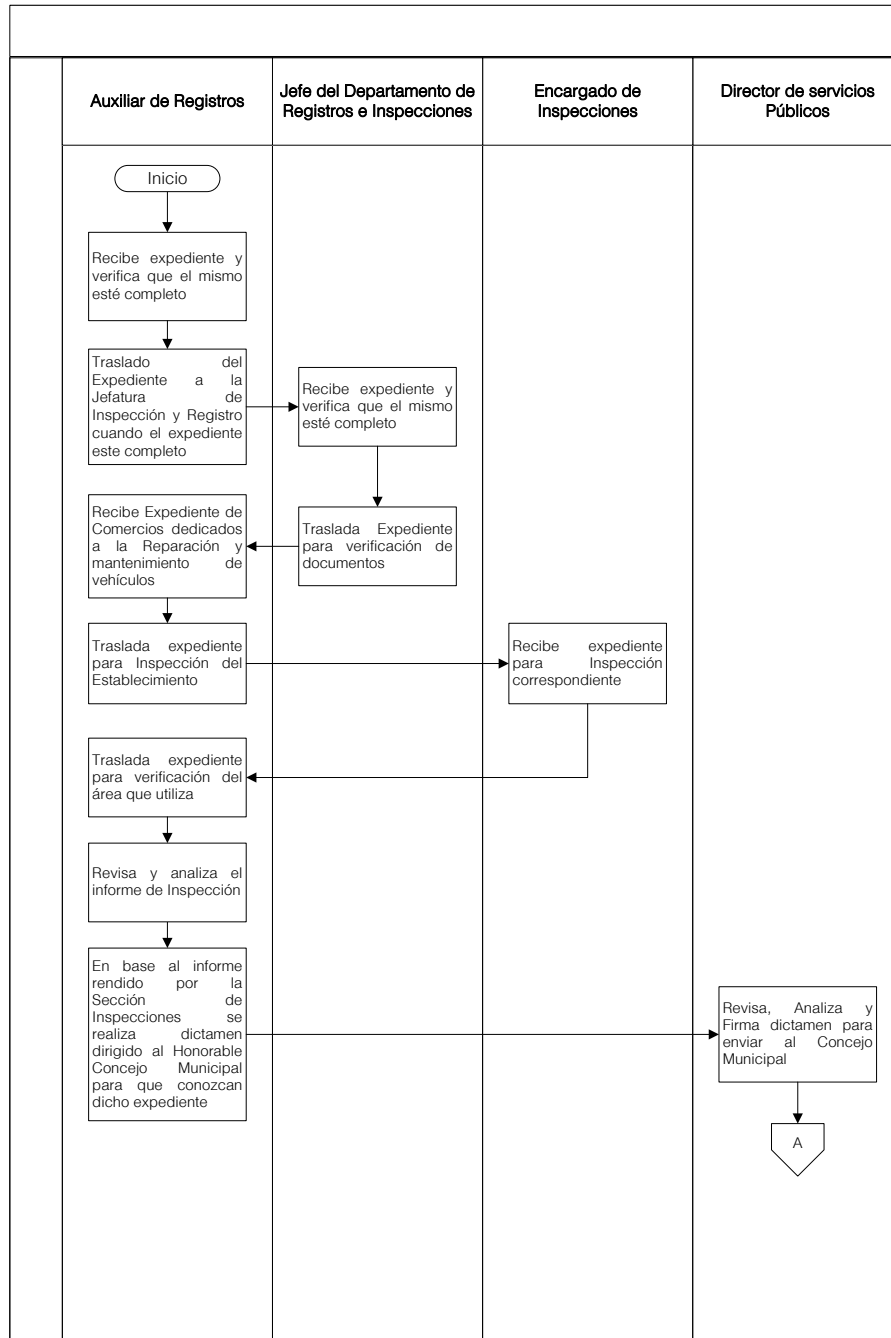 Auxiliar de Registros
Jefe del Departamento de
Registros e Inspecciones
Encargado de
Inspecciones
Director de servicios
Públicos
Inicio
Recibe expediente y
verifica que el mismo
esté completo
Traslado del
Expediente a la
Jefatura de
Inspección y Registro
cuando el expediente
este completo
Recibe expediente y
verifica que el mismo
esté completo
Traslada Expediente
para verificación de
documentos
Recibe Expediente de
Comercios dedicados
a la Reparación y
mantenimiento de
vehículos
Traslada expediente
para Inspección del
Establecimiento
Recibe expediente
para Inspección
correspondiente
Traslada expediente
para verificación del
área que utiliza
Revisa y analiza el
informe de Inspección
En base al informe
rendido por la
Sección de
Inspecciones se
realiza dictamen
dirigido al Honorable
Concejo Municipal
para que conozcan
dicho expediente
Revisa, Analiza y
Firma dictamen para
enviar al Concejo
Municipal
A